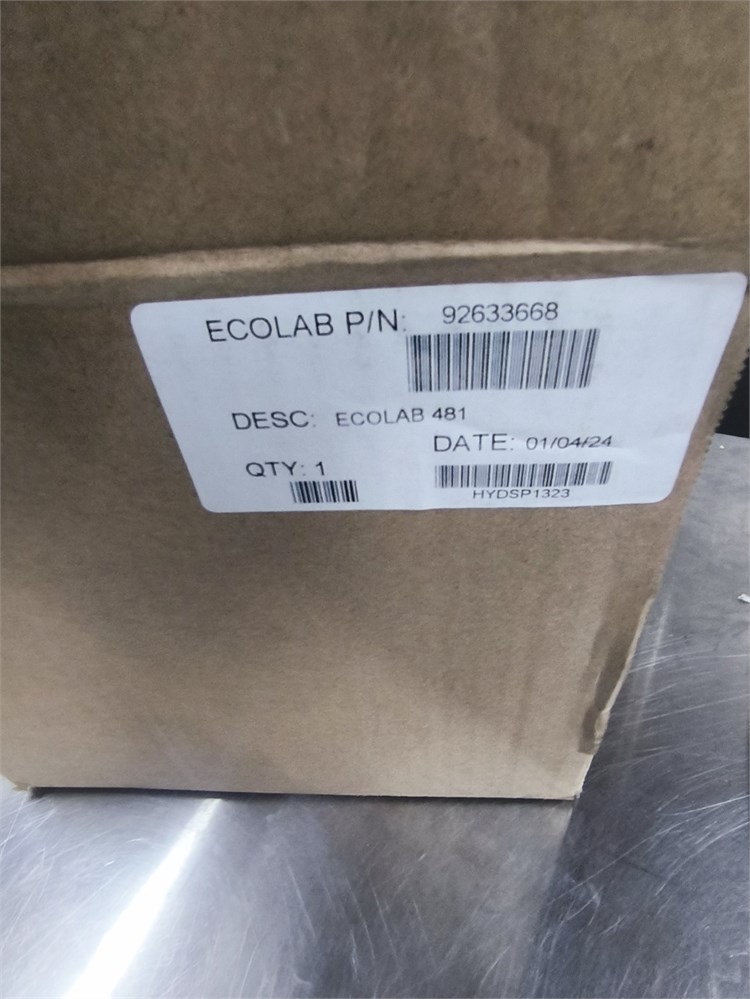 ECOLAB P/N: 92633668
DESC: ECOLAB 481
DATE: 01/04/24
QTY: 1
HYDSP1323